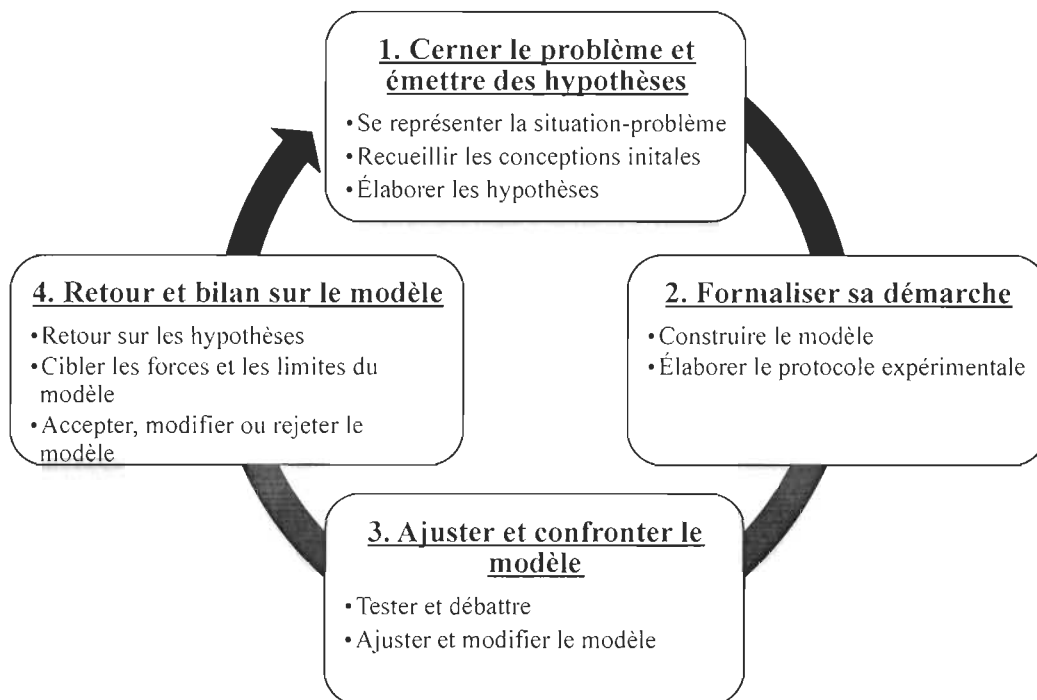 1. Cerner le problème et
émettre des hypothèses
• Se représenter la situation-problème
• Recueillir les conceptions initales
• Élaborer les hypothèses
2. Formaliser sa démarche
• Construire le modèle
• Élaborer le protocole expérimentale
3. Ajuster et confronter le
modèle
• Tester et débattre
• Ajuster et modifier le modèle
4. Retour et bilan sur le modèle
• Retour sur les hypothèses
• Cibler les forces et les limites du
modèle
• Accepter, modifier ou rejeter le
modèle